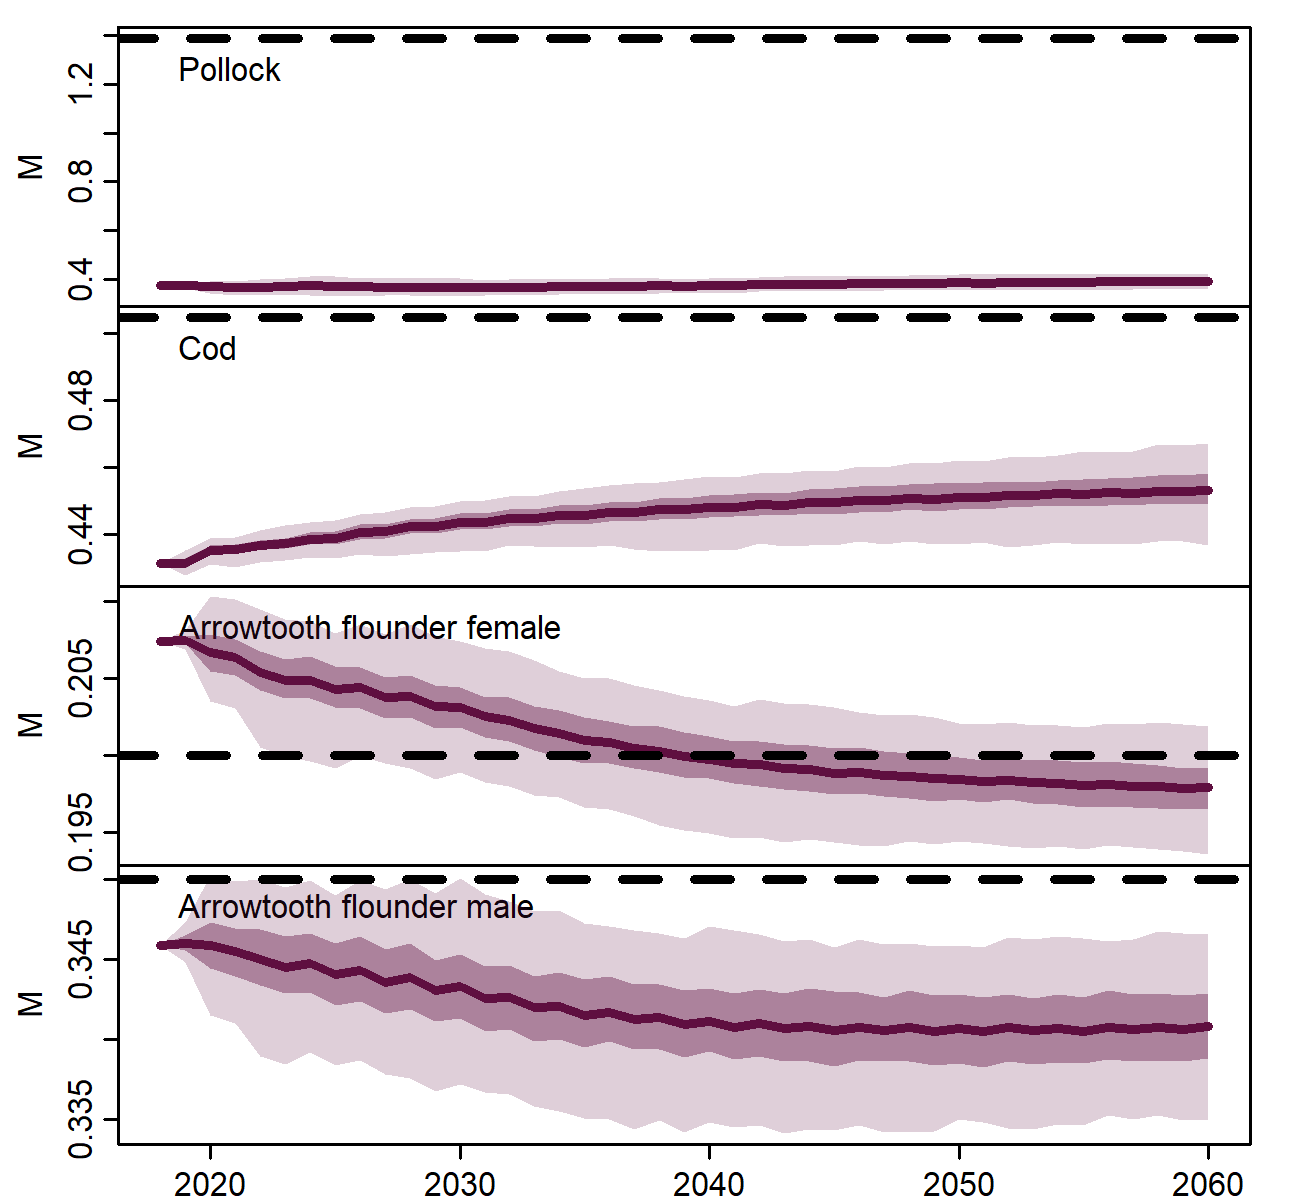 Pollock
M
1.2
0.8
0.4
Cod
M
0.48
0.44
Arrowtooth flounder female
M
0.205
0.195
Arrowtooth flounder male
M
0.345
0.335
2020 2030 2040 2050 2060